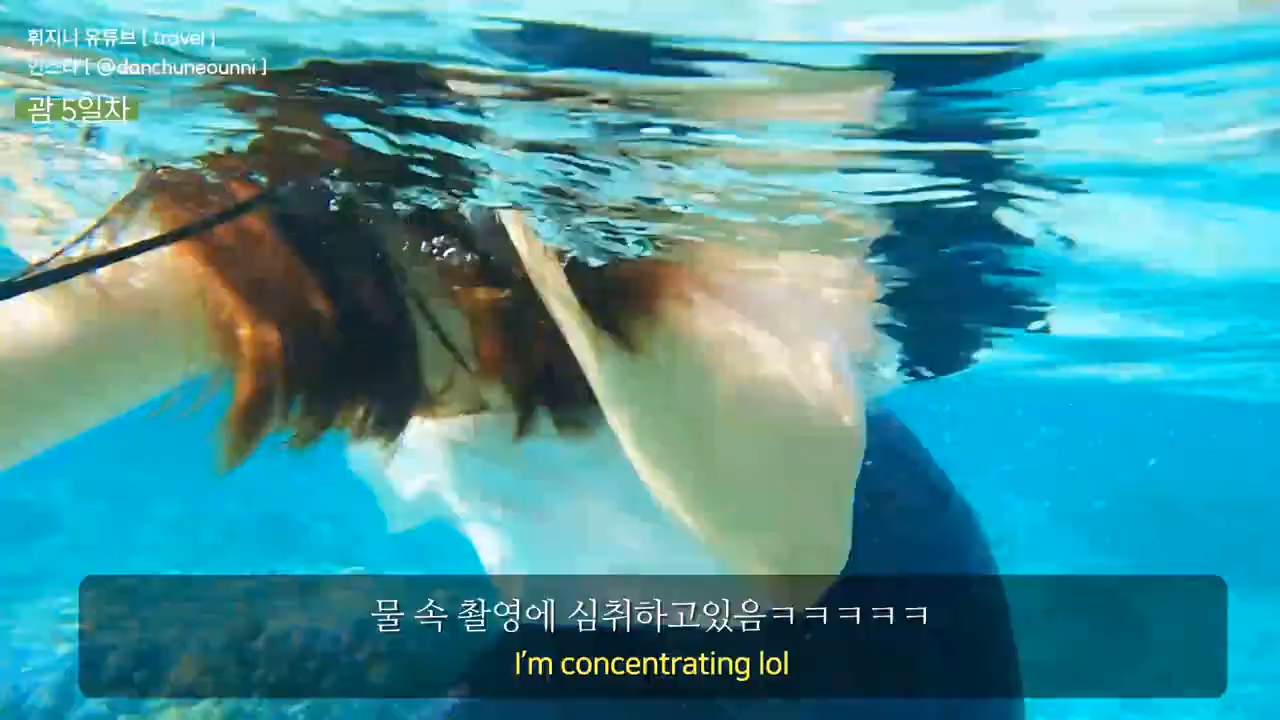 휘지니 유튜브 [ travel ]
인스타 [ @danchuneounni ]
괌 5일차
물 속 촬영에 심취하고있음ㅋㅋㅋㅋㅋ
I'm concentrating lol